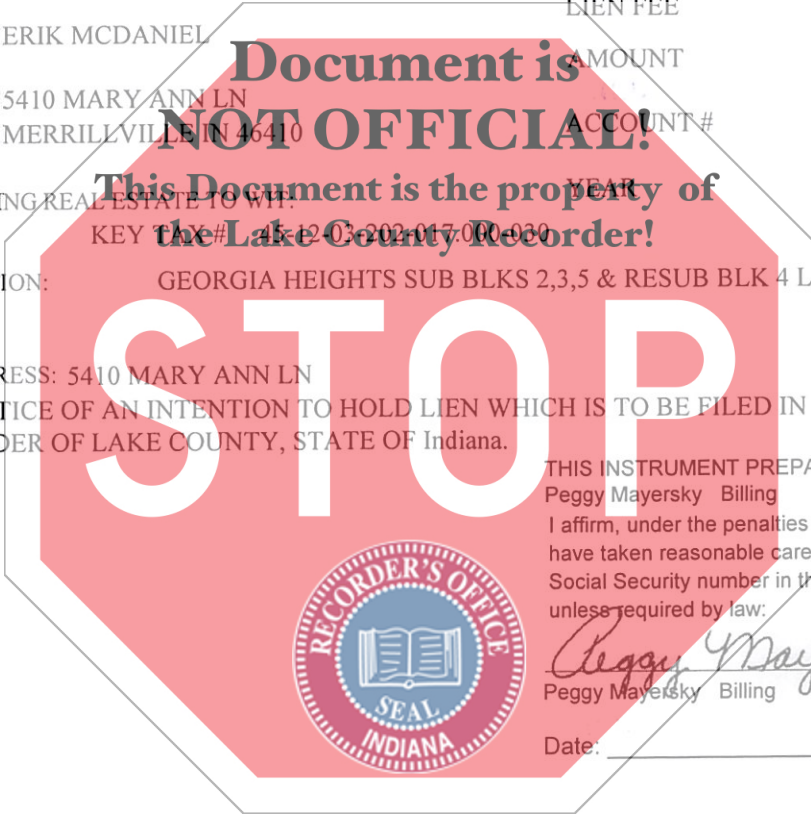 LIEN FEE
ERIK MCDANIEL
Document is
AMOUNT
5410 MARY ANN LN
NOT OFFICIAL!
ACCOUNT #
MERRILLVILLE IN 46410
This Document is the property of
YEAR
NG REAL ESTATE TO WIT:
the Lake County Recorder!
KEY TAX # 45-12-03-202-017.000-030
ION: GEORGIA HEIGHTS SUB BLKS 2,3,5 & RESUB BLK 4 L
STOP
RESS: 5410 MARY ANN LN
TICE OF AN INTENTION TO HOLD LIEN WHICH IS TO BE FILED IN
DER OF LAKE COUNTY, STATE OF Indiana.
THIS INSTRUMENT PREPA
Peggy Mayersky Billing
I affirm, under the penalties
have taken reasonable care
Social Security number in th
unless required by law:
Peggy May
Peggy Mayersky Billing
Date:
RECORDER'S OFFICE
SEAL
INDIANA